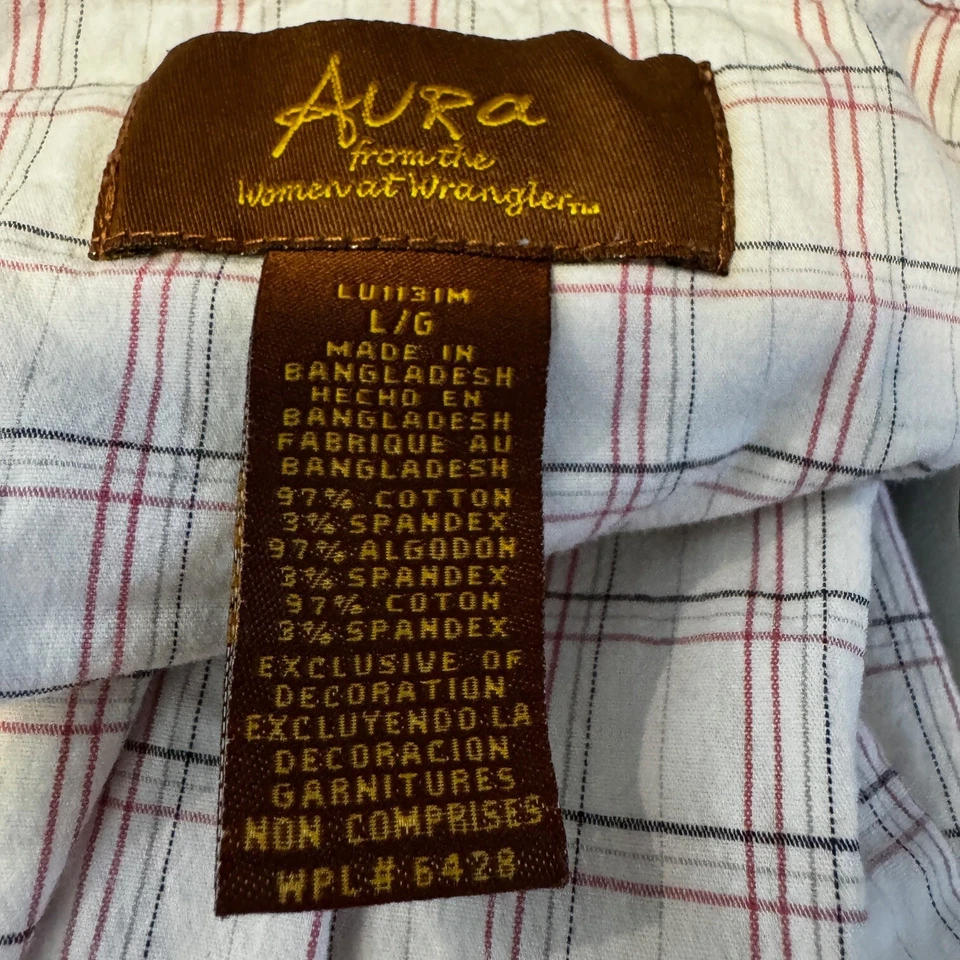 AURa
from the
Women at Wrangler™
LU1131M
L/G
MADE IN
BANGLADESH
HECHO EN
BANGLADESH
FABRIQUE AU
BANGLADESH
97% COTTON
3% SPANDEX
97% ALGODON
3% SPANDEX
97% COTON
3% SPANDEX
EXCLUSIVE OF
DECORATION
EXCLUYENDO LA
DECORACION
GARNITURES
NON COMPRISES
WPL# 6428